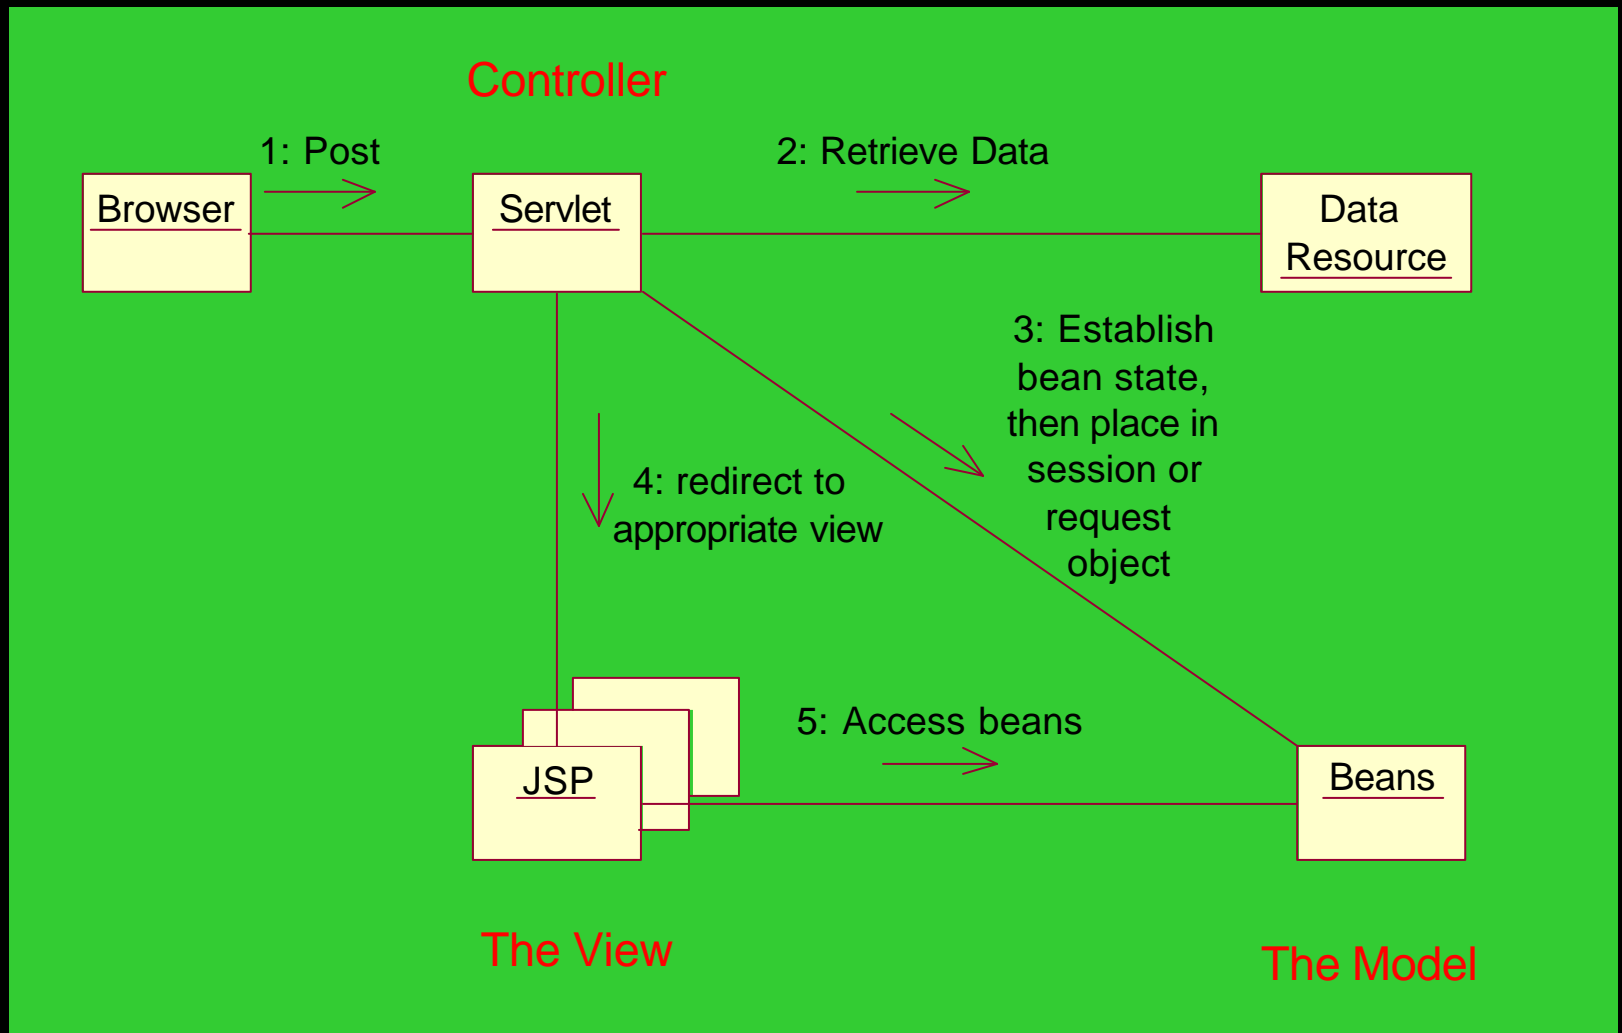 Controller
1: Post
2: Retrieve Data
Browser
Servlet
Data
Resource
3: Establish
bean state,
then place in
session or
request
object
4: redirect to
appropriate view
5: Access beans
JSP
Beans
The View
The Model